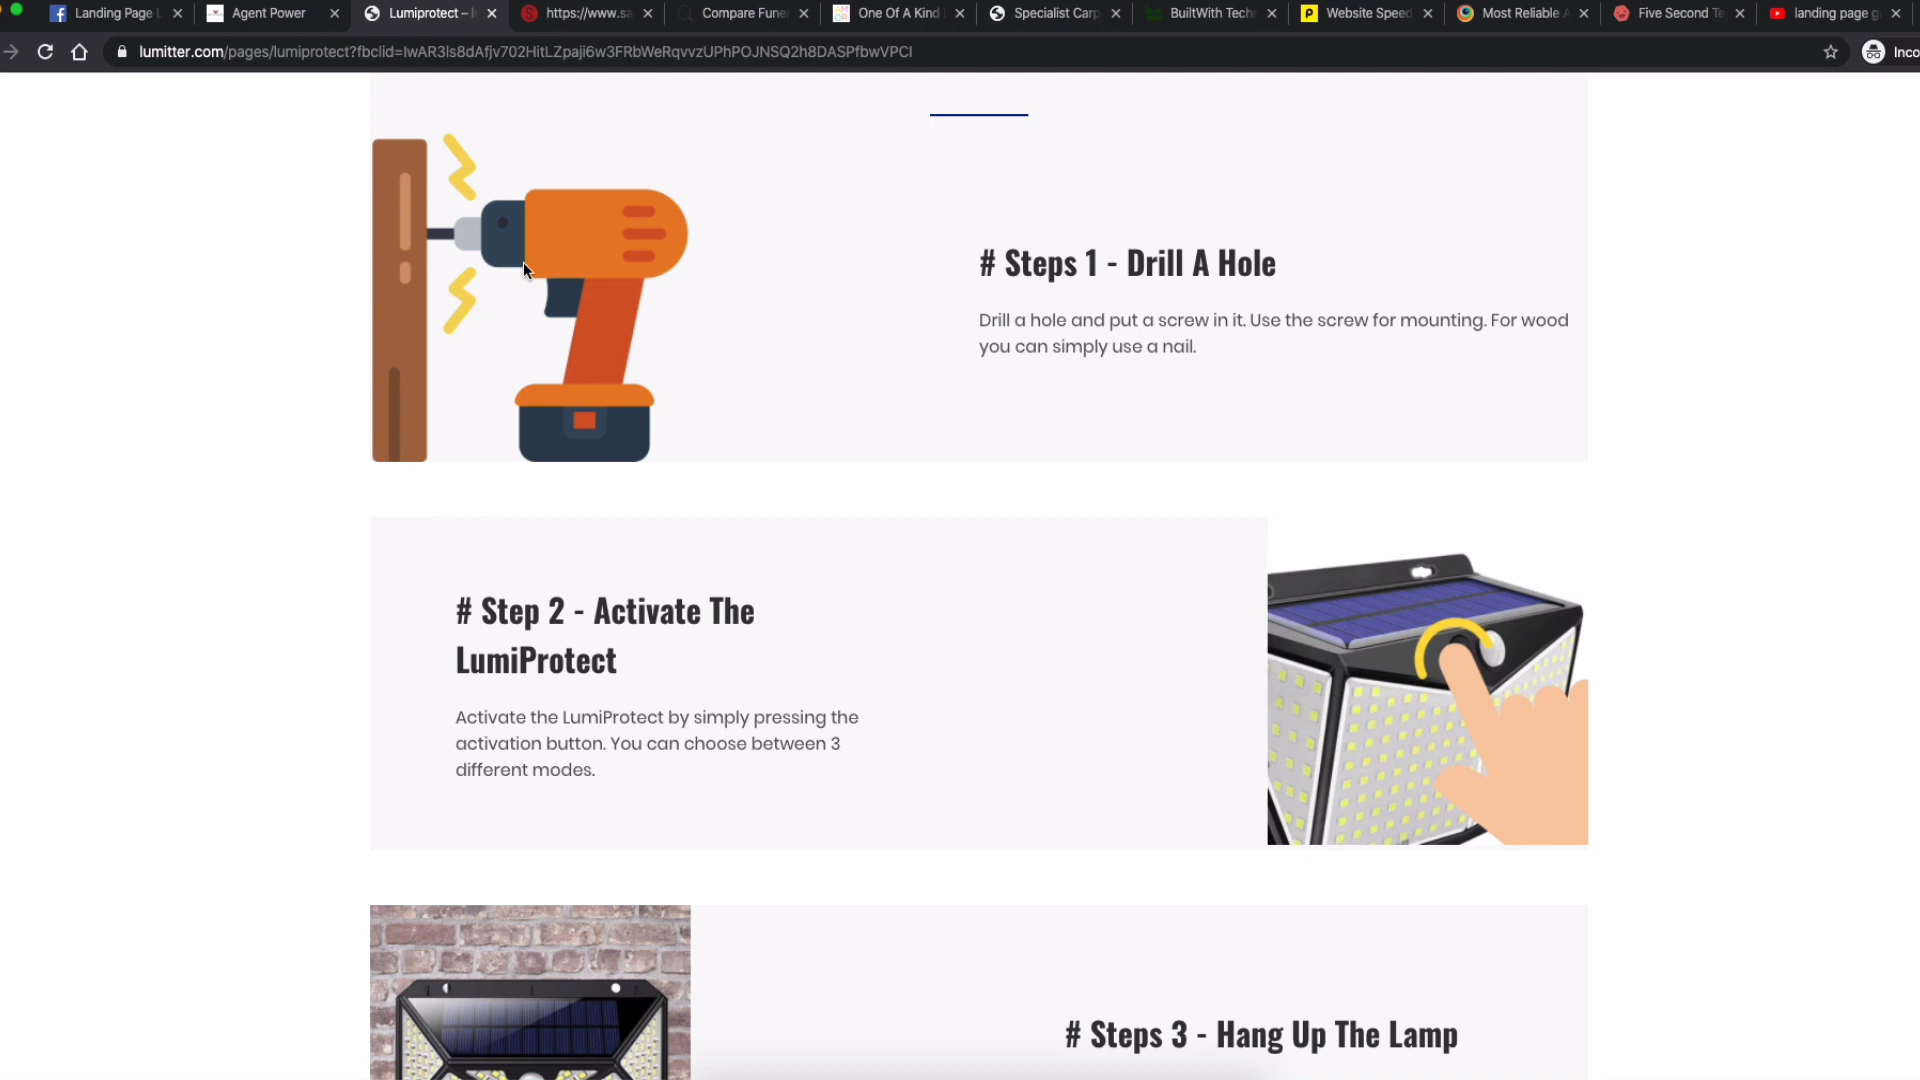 Landing Page L
Agent Power
Lumiprotect – l
https://www.sa
Compare Fune
One Of A Kind
Specialist Carp
BuiltWith Tech
Website Speed
Most Reliable A
Five Second Te
landing page g
lumitter.com/pages/lumiprotect?fbclid=IwAR3ls8dAfjv702HitLZpaji6w3FRbWeRqvvzUPhPOJNSQ2h8DASPfbwVPCI
Inco
# Steps 1 - Drill A Hole
Drill a hole and put a screw in it. Use the screw for mounting. For wood
you can simply use a nail.
# Step 2 - Activate The
LumiProtect
Activate the LumiProtect by simply pressing the
activation button. You can choose between 3
different modes.
# Steps 3 - Hang Up The Lamp